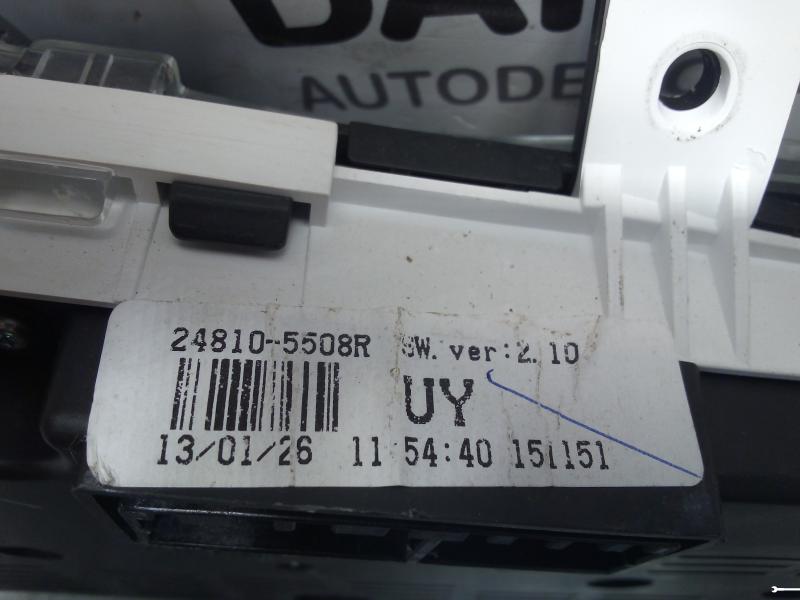 AUTODE
24810-5508R SW. ver:2.10
UY
13/01/26 11 54:40 151151